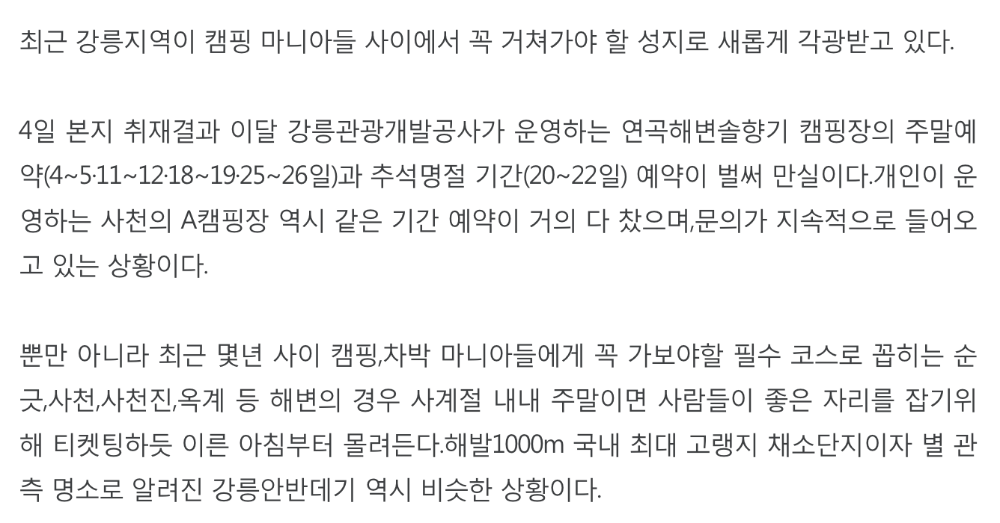 최근 강릉지역이 캠핑 마니아들 사이에서 꼭 거쳐가야 할 성지로 새롭게 각광받고 있다.
4일 본지 취재결과 이달 강릉관광개발공사가 운영하는 연곡해변솔향기 캠핑장의 주말예
약(4~5·11~12·18~19·25~26일)과 추석명절 기간(20~22일) 예약이 벌써 만실이다.개인이 운
영하는 사천의 A캠핑장 역시 같은 기간 예약이 거의 다 찼으며,문의가 지속적으로 들어오
고 있는 상황이다.
뿐만 아니라 최근 몇년 사이 캠핑,차박 마니아들에게 꼭 가보야할 필수 코스로 꼽히는 순
긋,사천,사천진,옥계 등 해변의 경우 사계절 내내 주말이면 사람들이 좋은 자리를 잡기위
해 티켓팅하듯 이른 아침부터 몰려든다.해발1000m 국내 최대 고랭지 채소단지이자 별 관
측 명소로 알려진 강릉안반데기 역시 비슷한 상황이다.